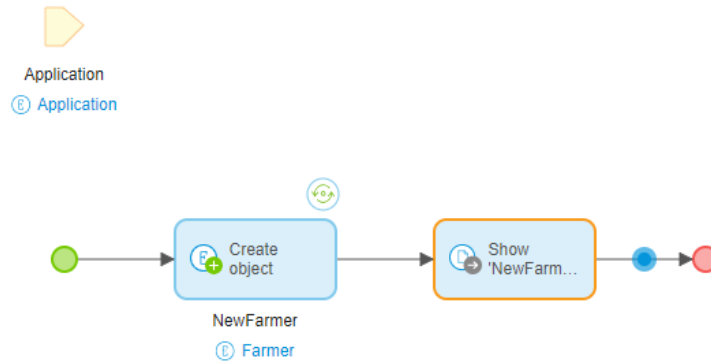 Application
Application
Create
object
Show
'NewFarm...
NewFarmer
Farmer